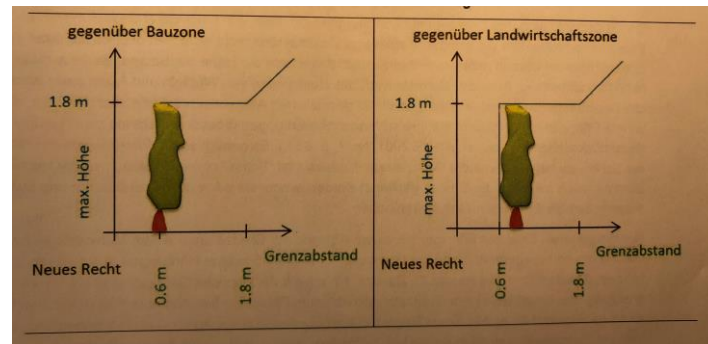 gegenüber Bauzone
1.8 m
max. Höhe
Grenzabstand
Neues Recht
0.6 m
1.8 m
gegenüber Landwirtschaftszone
1.8 m
max. Höhe
Grenzabstand
Neues Recht
0.6 m
1.8 m